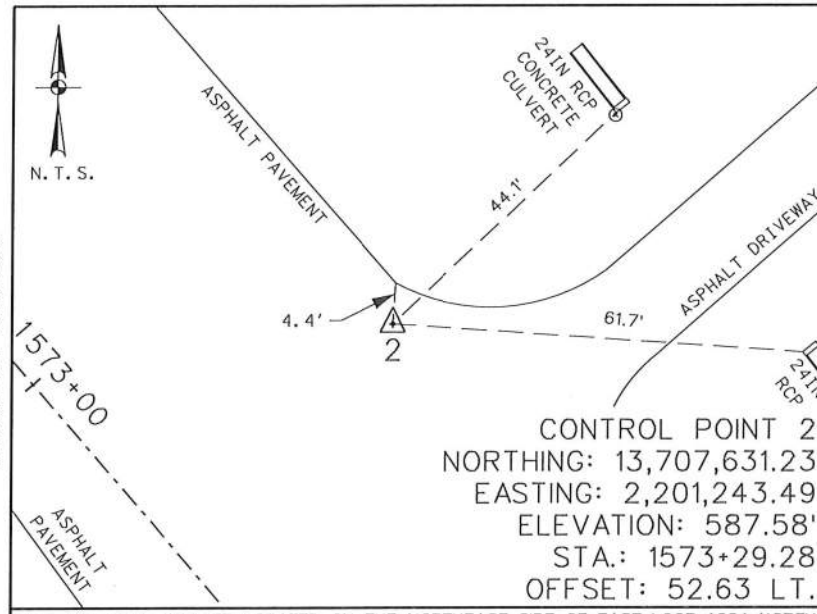 N.T.S.
ASPHALT PAVEMENT
24IN RCP
CONCRETE
CULVERT
44.1'
4.4'
2
61.7'
ASPHALT DRIVEWAY
24IN
RCP
1573+00
ASPHALT
PAVEMENT
CONTROL POINT 2
NORTHING: 13,707,631.23
EASTING: 2,201,243.49
ELEVATION: 587.58'
STA.: 1573+29.28
OFFSET: 52.63 LT.